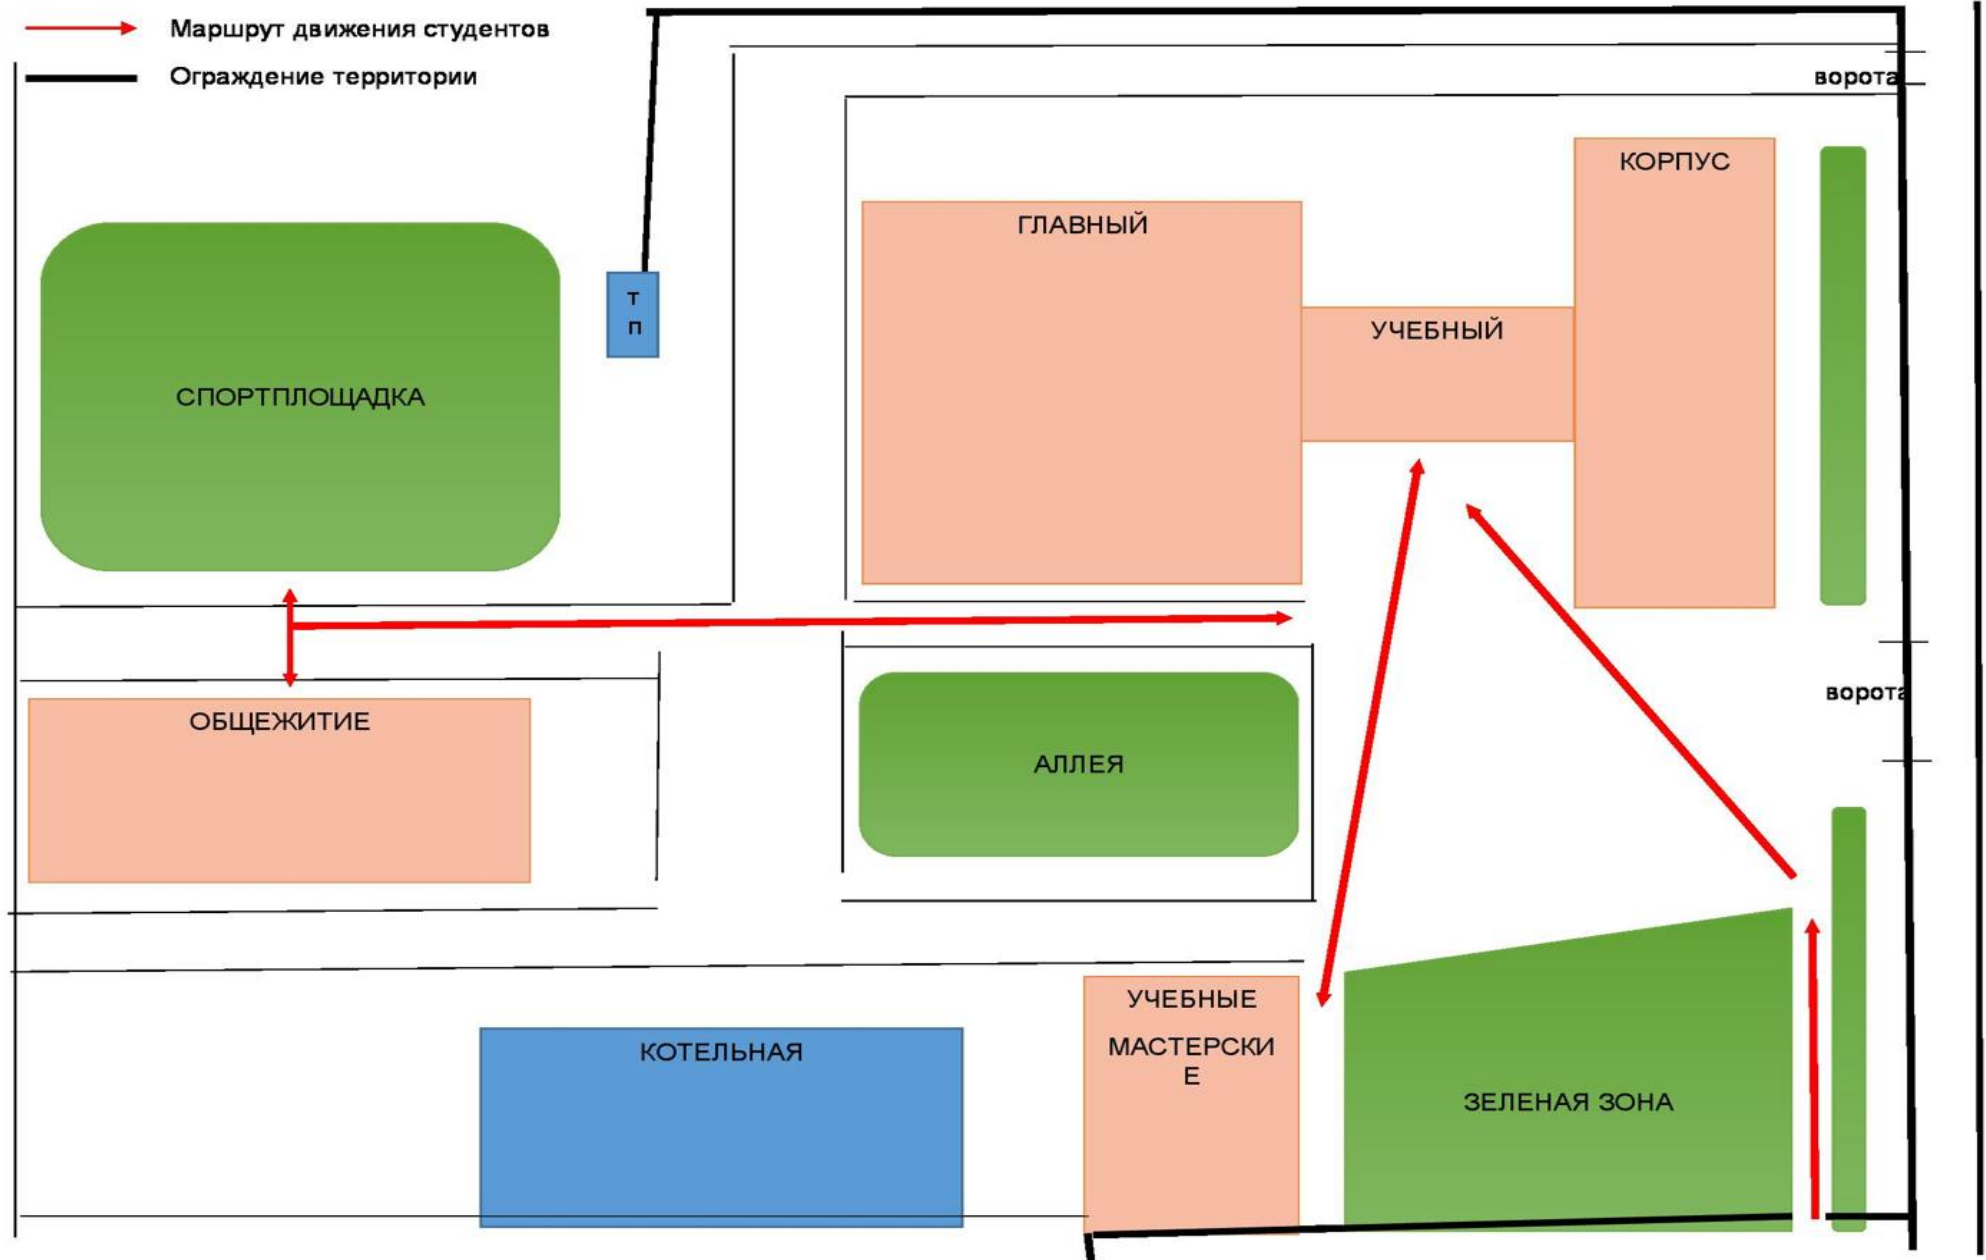 Маршрут движения студентов
Ограждение территории
ворота
КОРПУС
ГЛАВНЫЙ
Т
П
УЧЕБНЫЙ
СПОРТПЛОЩАДКА
ворота
ОБЩЕЖИТИЕ
АЛЛЕЯ
УЧЕБНЫЕ
МАСТЕРСКИ
Е
КОТЕЛЬНАЯ
ЗЕЛЕНАЯ ЗОНА